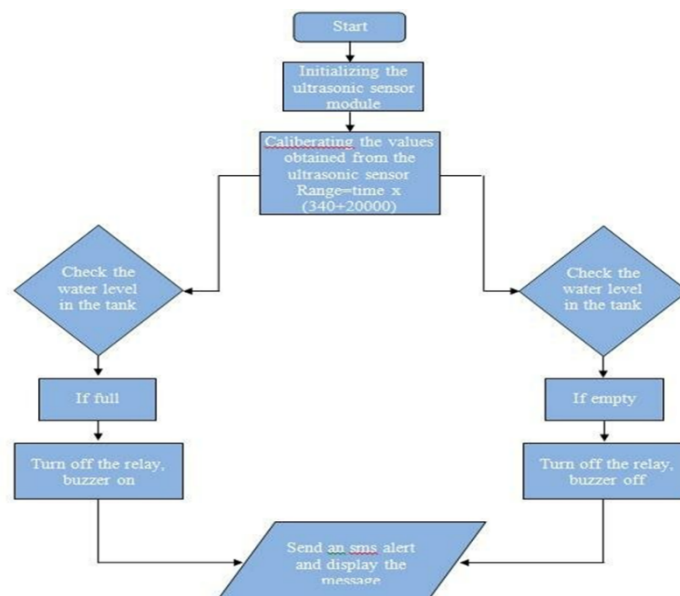 Start
Initializing the
ultrasonic sensor
module
Caliberating the values
obtained from the
ultrasonic sensor
Range=time x
(340+20000)
Check the
water level
in the tank
Check the
water level
in the tank
If full
If empty
Turn off the relay,
buzzer on
Turn off the relay,
buzzer off
Send an sms alert
and display the
message